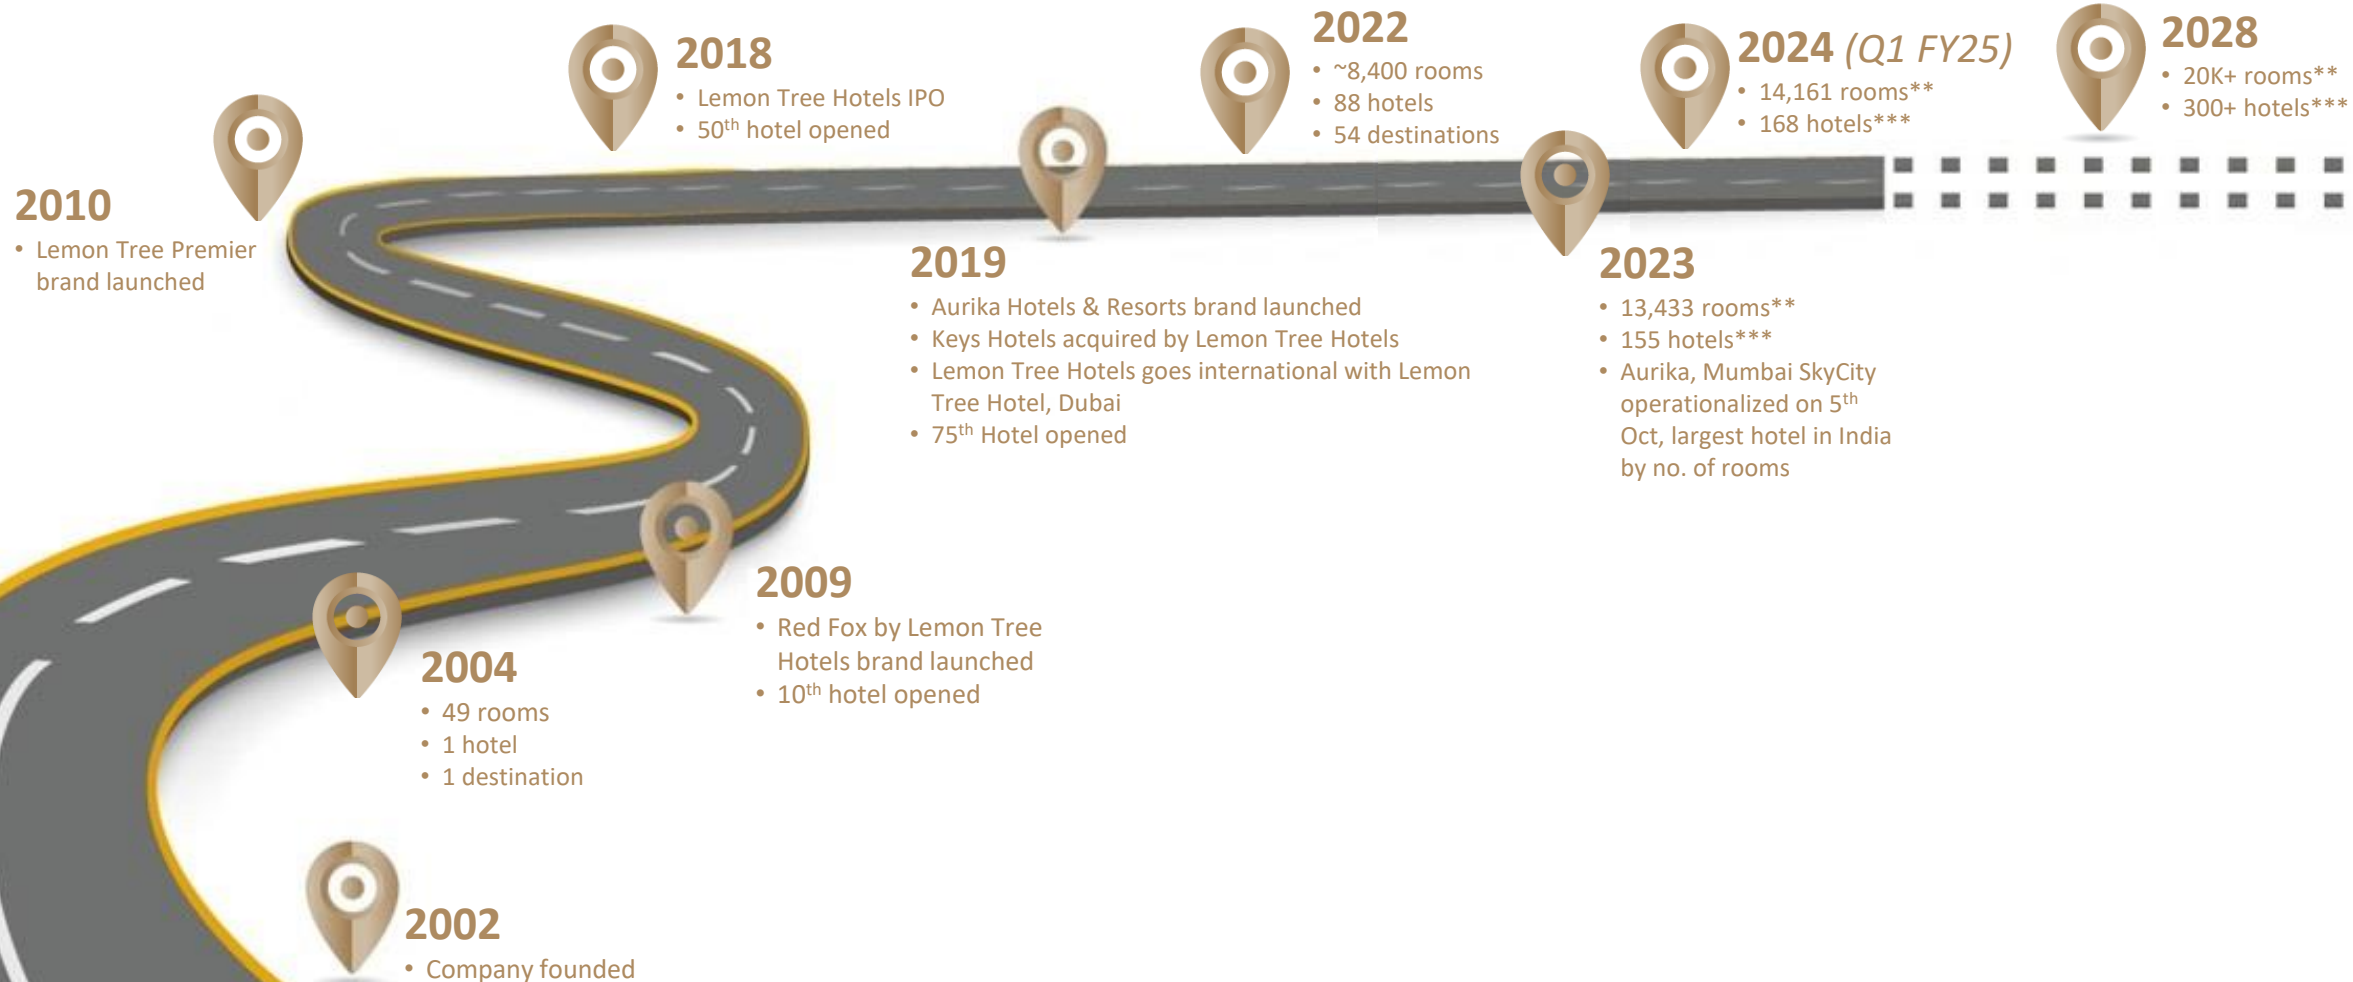 2002
• Company founded
2004
• 49 rooms
• 1 hotel
• 1 destination
2009
• Red Fox by Lemon Tree
Hotels brand launched
• 10th hotel opened
2010
• Lemon Tree Premier
brand launched
2018
• Lemon Tree Hotels IPO
• 50th hotel opened
2019
• Aurika Hotels & Resorts brand launched
• Keys Hotels acquired by Lemon Tree Hotels
• Lemon Tree Hotels goes international with Lemon
Tree Hotel, Dubai
• 75th Hotel opened
2022
• ~8,400 rooms
• 88 hotels
• 54 destinations
2023
• 13,433 rooms**
• 155 hotels***
• Aurika, Mumbai SkyCity
operationalized on 5th
Oct, largest hotel in India
by no. of rooms
2024 (Q1 FY25)
• 14,161 rooms**
• 168 hotels***
2028
• 20K+ rooms**
• 300+ hotels***